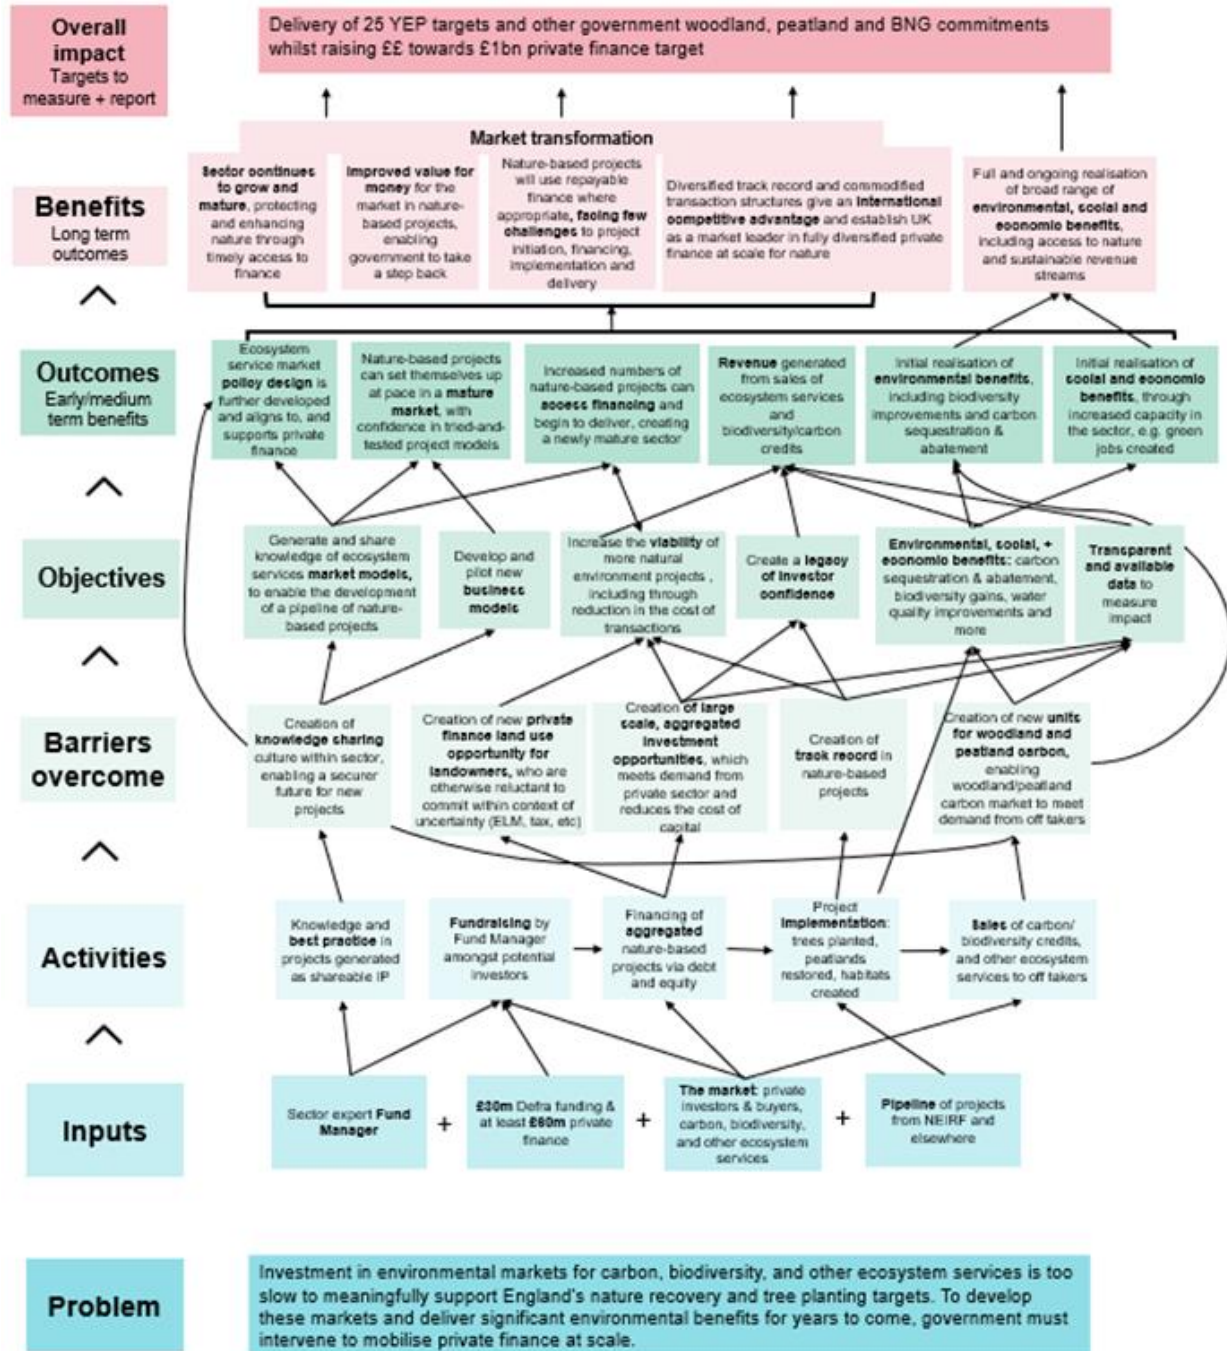 Overall
impact
Targets to
measure + report
Delivery of 25 YEP targets and other government woodland, peatland and BNG commitments
whilst raising ££ towards £1bn private finance target
Market transformation
Benefits
Long term
outcomes
Sector continues
to grow and
mature, protecting
and enhancing
nature through
timely access to
finance
Improved value for
money for the
market in nature-
based projects,
enabling
government to take
a step back
Nature-based projects
will use repayable
finance where
appropriate, facing few
challenges to project
initiation, financing,
implementation and
delivery
Diversified track record and commodified
transaction structures give an international
competitive advantage and establish UK
as a market leader in fully diversified private
finance at scale for nature
Full and ongoing realisation
of broad range of
environmental, social and
economic benefits,
including access to nature
and sustainable revenue
streams
Outcomes
Early/medium
term benefits
Ecosystem
service market
policy design is
further developed
and aligns to, and
supports private
finance
Nature-based projects
can set themselves up
at pace in a mature
market, with
confidence in tried-and-
tested project models
Increased numbers of
nature-based projects can
access financing and
begin to deliver, creating
a newly mature sector
Revenue generated
from sales of
ecosystem services
and
biodiversity/carbon
credits
Initial realisation of
environmental benefits,
including biodiversity
improvements and carbon
sequestration &
abatement
Initial realisation of
social and economic
benefits, through
increased capacity in
the sector, e.g. green
jobs created
Objectives
Generate and share
knowledge of ecosystem
services market models,
to enable the development
of a pipeline of nature-
based projects
Develop and
pilot new
business
models
Increase the viability of
more natural
environment projects ,
including through
reduction in the cost of
transactions
Create a legacy
of investor
confidence
Environmental, social, +
economic benefits: carbon
sequestration & abatement,
biodiversity gains, water
quality improvements and
more
Transparent
and available
data to
measure
impact
Barriers
overcome
Creation of
knowledge sharing
culture within sector,
enabling a securer
future for new
projects
Creation of new private
finance land use
opportunity for
landowners, who are
otherwise reluctant to
commit within context of
uncertainty (ELM, tax, etc)
Creation of large
scale, aggregated
investment
opportunities, which
meets demand from
private sector and
reduces the cost of
capital
Creation of
track record in
nature-based
projects
Creation of new units
for woodland and
peatland carbon,
enabling
woodland/peatland
carbon market to meet
demand from off takers
Activities
Knowledge and
best practice in
projects generated
as shareable IP
Fundraising by
Fund Manager
amongst potential
investors
Financing of
aggregated
nature-based
projects via debt
and equity
Project
implementation:
trees planted,
peatlands
restored, habitats
created
Sales of carbon/
biodiversity credits,
and other ecosystem
services to off takers
Inputs
Sector expert Fund
Manager
+
£30m Defra funding &
at least £60m private
finance
+
The market: private
investors & buyers,
carbon, biodiversity,
and other ecosystem
services
+
Pipeline of projects
from NEIRF and
elsewhere
Problem
Investment in environmental markets for carbon, biodiversity, and other ecosystem services is too
slow to meaningfully support England's nature recovery and tree planting targets. To develop
these markets and deliver significant environmental benefits for years to come, government must
intervene to mobilise private finance at scale.